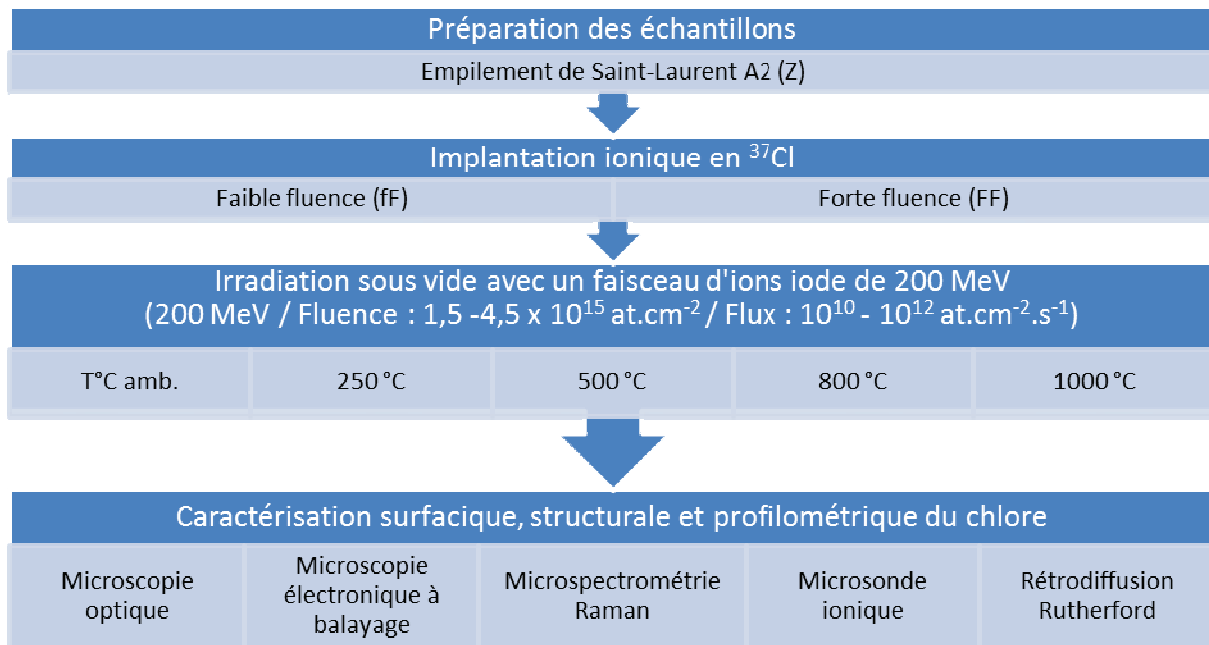 Préparation des échantillons
Empilement de Saint-Laurent A2 (Z)
Implantation ionique en ³⁷Cl
Faible fluence (fF)
Forte fluence (FF)
Irradiation sous vide avec un faisceau d'ions iode de 200 MeV
(200 MeV / Fluence : 1,5 -4,5 x 10¹⁵ at.cm⁻² / Flux : 10¹⁰ - 10¹² at.cm⁻².s⁻¹)
T°C amb.
250 °C
500 °C
800 °C
1000 °C
Caractérisation surfacique, structurale et profilométrique du chlore
Microscopie
optique
Microscopie
électronique à
balayage
Microspectrométrie
Raman
Microsonde
ionique
Rétrodiffusion
Rutherford